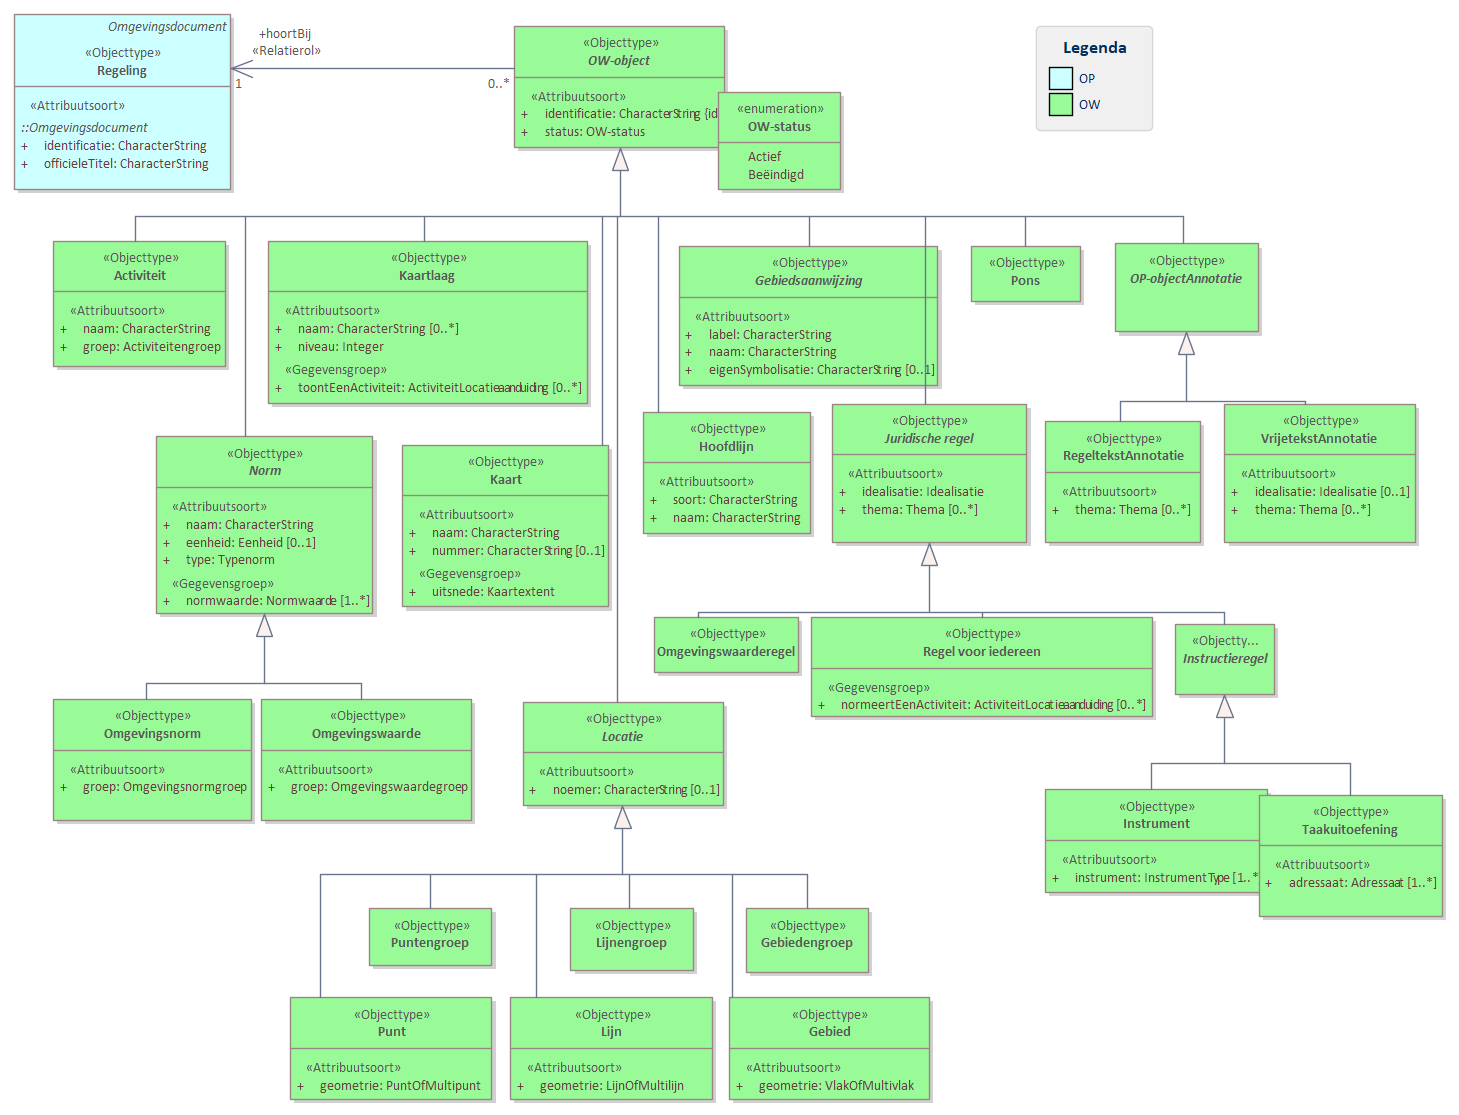 Omgevingsdocument
«Objecttype»
Regeling
«Attribuutsoort»
::Omgevingsdocument
+ identificatie: CharacterString
+ officieleTitel: CharacterString
+hoortBij
«Relatierol»
1
0..*
«Objecttype»
OW-object
«Attribuutsoort»
+ identificatie: CharacterString {id
+ status: OW-status
«enumeration»
OW-status
Actief
Beëindigd
Legenda
OP
OW
«Objecttype»
Activiteit
«Attribuutsoort»
+ naam: CharacterString
+ groep: Activiteitengroep
«Objecttype»
Kaartlaag
«Attribuutsoort»
+ naam: CharacterString [0..*]
+ niveau: Integer
«Gegevensgroep»
+ toontEenActiviteit: ActiviteitLocatieaanduiding [0..*]
«Objecttype»
Gebiedsaanwijzing
«Attribuutsoort»
+ label: CharacterString
+ naam: CharacterString
+ eigenSymbolisatie: CharacterString [0..1]
«Objecttype»
Pons
«Objecttype»
OP-objectAnnotatie
«Objecttype»
Norm
«Attribuutsoort»
+ naam: CharacterString
+ eenheid: Eenheid [0..1]
+ type: Typenorm
«Gegevensgroep»
+ normwaarde: Normwaarde [1..*]
«Objecttype»
Kaart
«Attribuutsoort»
+ naam: CharacterString
+ nummer: CharacterString [0..1]
«Gegevensgroep»
+ uitsnede: Kaartextent
«Objecttype»
Hoofdlijn
«Attribuutsoort»
+ soort: CharacterString
+ naam: CharacterString
«Objecttype»
Juridische regel
«Attribuutsoort»
+ idealisatie: Idealisatie
+ thema: Thema [0..*]
«Objecttype»
RegeltekstAnnotatie
«Attribuutsoort»
+ thema: Thema [0..*]
«Objecttype»
VrijetekstAnnotatie
«Attribuutsoort»
+ idealisatie: Idealisatie [0..1]
+ thema: Thema [0..*]
«Objecttype»
Omgevingswaarderegel
«Objecttype»
Regel voor iedereen
«Gegevensgroep»
+ normeertEenActiviteit: ActiviteitLocatieaanduiding [0..*]
«Objectty...
Instructieregel
«Objecttype»
Omgevingsnorm
«Attribuutsoort»
+ groep: Omgevingsnormgroep
«Objecttype»
Omgevingswaarde
«Attribuutsoort»
+ groep: Omgevingswaardegroep
«Objecttype»
Locatie
«Attribuutsoort»
+ noemer: CharacterString [0..1]
«Objecttype»
Instrument
«Attribuutsoort»
+ instrument: InstrumentType [1..*
«Objecttype»
Taakuitoefening
«Attribuutsoort»
+ adressaat: Adressaat [1..*]
«Objecttype»
Puntengroep
«Objecttype»
Lijnengroep
«Objecttype»
Gebiedengroep
«Objecttype»
Punt
«Attribuutsoort»
+ geometrie: PuntOfMultipunt
«Objecttype»
Lijn
«Attribuutsoort»
+ geometrie: LijnOfMultilijn
«Objecttype»
Gebied
«Attribuutsoort»
+ geometrie: VlakOfMultivlak